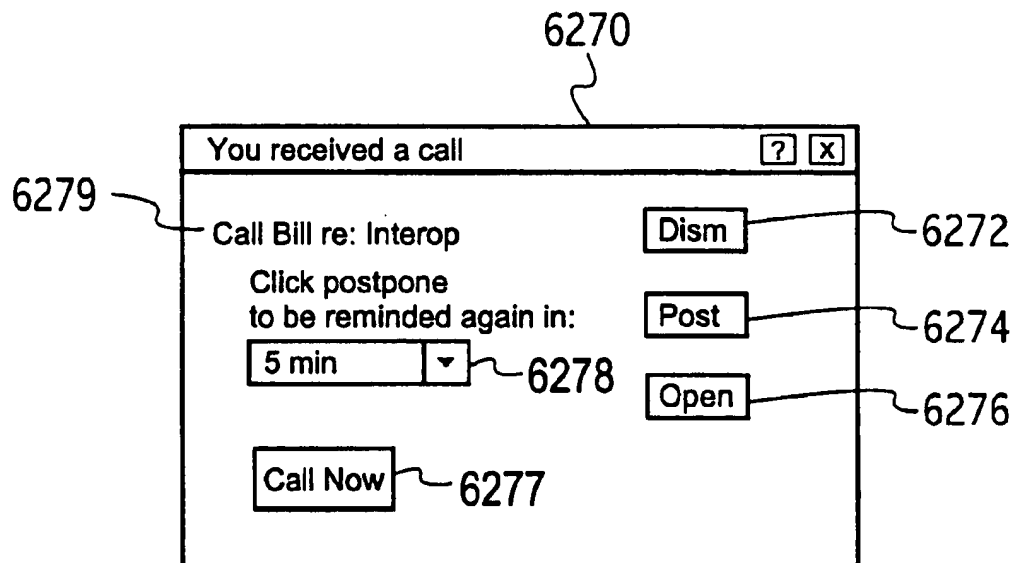 6270
You received a call ? X
6279
Call Bill re: Interop
Dism
6272
Click postpone
to be reminded again in:
Post
6274
5 min
6278
Open
6276
Call Now
6277